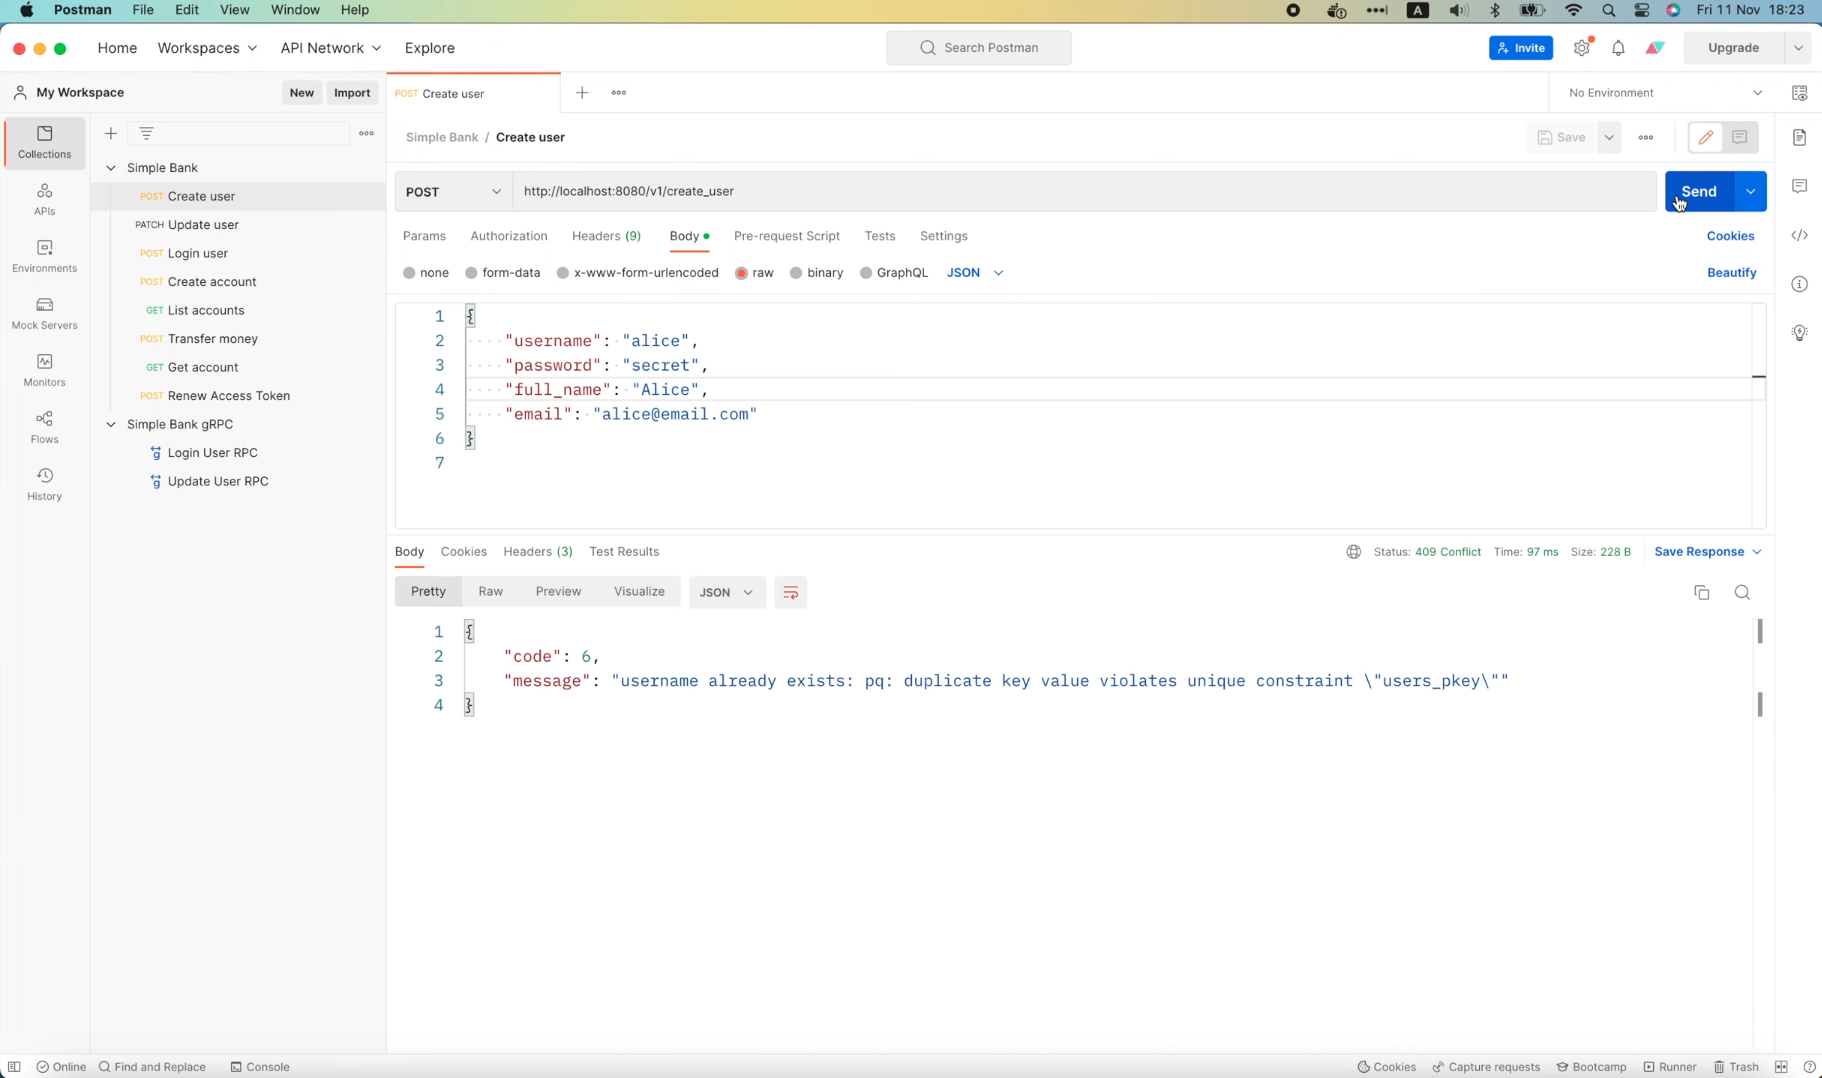 Postman File Edit View Window Help
A Fri 11 Nov 18:23
Home Workspaces API Network Explore
Search Postman
Invite Upgrade
My Workspace New Import
POST Create user
No Environment
Simple Bank / Create user
Save
Collections
APIs
Environments
Mock Servers
Monitors
Flows
History
Simple Bank
POST Create user
PATCH Update user
POST Login user
POST Create account
GET List accounts
POST Transfer money
GET Get account
POST Renew Access Token
Simple Bank gRPC
Login User RPC
Update User RPC
POST http://localhost:8080/v1/create_user Send
Params Authorization Headers (9) Body Pre-request Script Tests Settings Cookies
none form-data x-www-form-urlencoded raw binary GraphQL JSON Beautify
1 {
2 "username": "alice",
3 "password": "secret",
4 "full_name": "Alice",
5 "email": "alice@email.com"
6 }
7
Body Cookies Headers (3) Test Results Status: 409 Conflict Time: 97 ms Size: 228 B Save Response
Pretty Raw Preview Visualize JSON
1 {
2 "code": 6,
3 "message": "username already exists: pq: duplicate key value violates unique constraint \"users_pkey\""
4 }
Online Find and Replace Console Cookies Capture requests Bootcamp Runner Trash